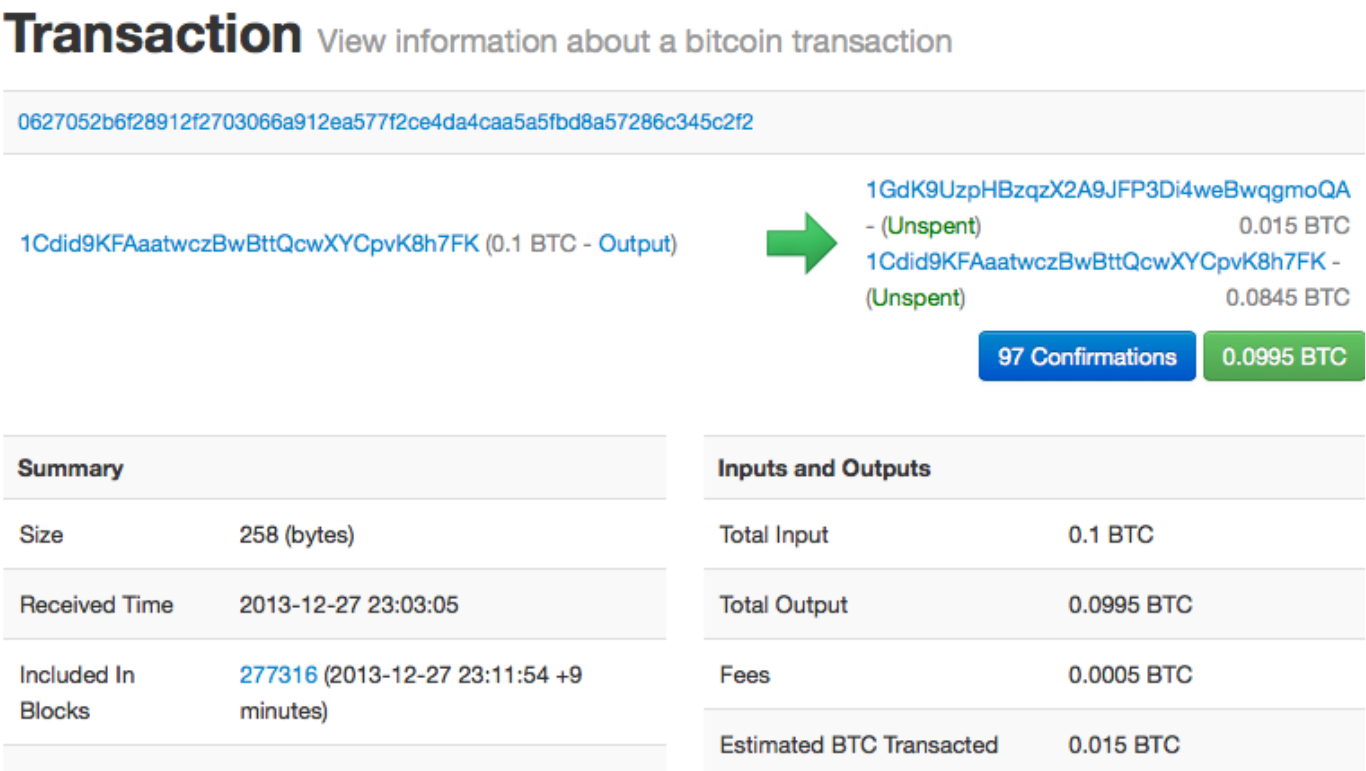 Transaction View information about a bitcoin transaction
0627052b6f28912f2703066a912ea577f2ce4da4caa5a5fbd8a57286c345c2f2
1Cdid9KFAaatwczBwBttQcwXYCpvK8h7FK (0.1 BTC - Output)
1GdK9UzpHBzqzX2A9JFP3Di4weBwqgmoQA
- (Unspent) 0.015 BTC
1Cdid9KFAaatwczBwBttQcwXYCpvK8h7FK -
(Unspent) 0.0845 BTC
97 Confirmations 0.0995 BTC
Summary
Size 258 (bytes)
Received Time 2013-12-27 23:03:05
Included In 277316 (2013-12-27 23:11:54 +9
Blocks minutes)
Inputs and Outputs
Total Input 0.1 BTC
Total Output 0.0995 BTC
Fees 0.0005 BTC
Estimated BTC Transacted 0.015 BTC